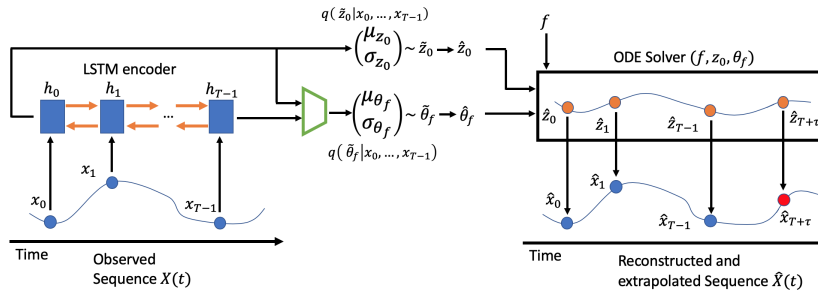 q( z̃₀|x₀, …, x_{T−1})
LSTM encoder
h₀ h₁ h_{T−1}
...
μ_{z₀}
σ_{z₀}
~ z̃₀ → ẑ₀
μ_{θ_f}
σ_{θ_f}
~ θ̃_f → θ̂_f
q( θ̃_f|x₀, …, x_{T−1})
x₀ x₁ x_{T−1}
Time
Observed
Sequence X(t)
f
ODE Solver (f, z₀, θ_f)
ẑ₀ ẑ₁ ẑ_{T−1} ẑ_{T+τ}
x̂₀ x̂₁ x̂_{T−1} x̂_{T+τ}
Time
Reconstructed and
extrapolated Sequence X̂(t)